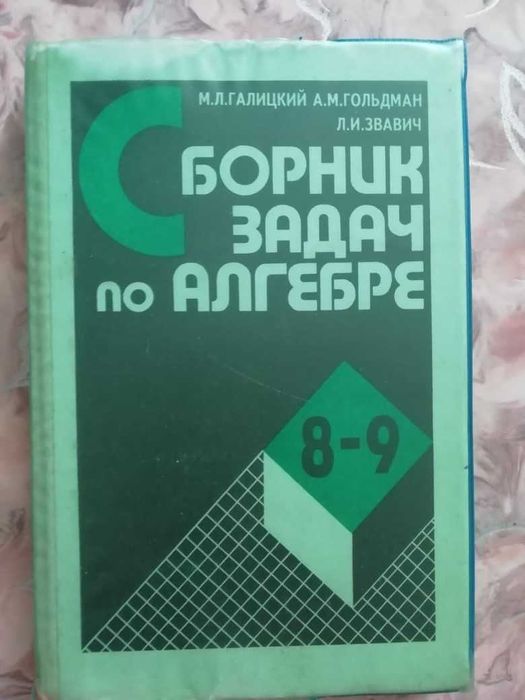 М.Л.ГАЛИЦКИЙ А.М.ГОЛЬДМАН
Л.И.ЗВАВИЧ
СБОРНИК
ЗАДАЧ
ПО АЛГЕБРЕ
8-9